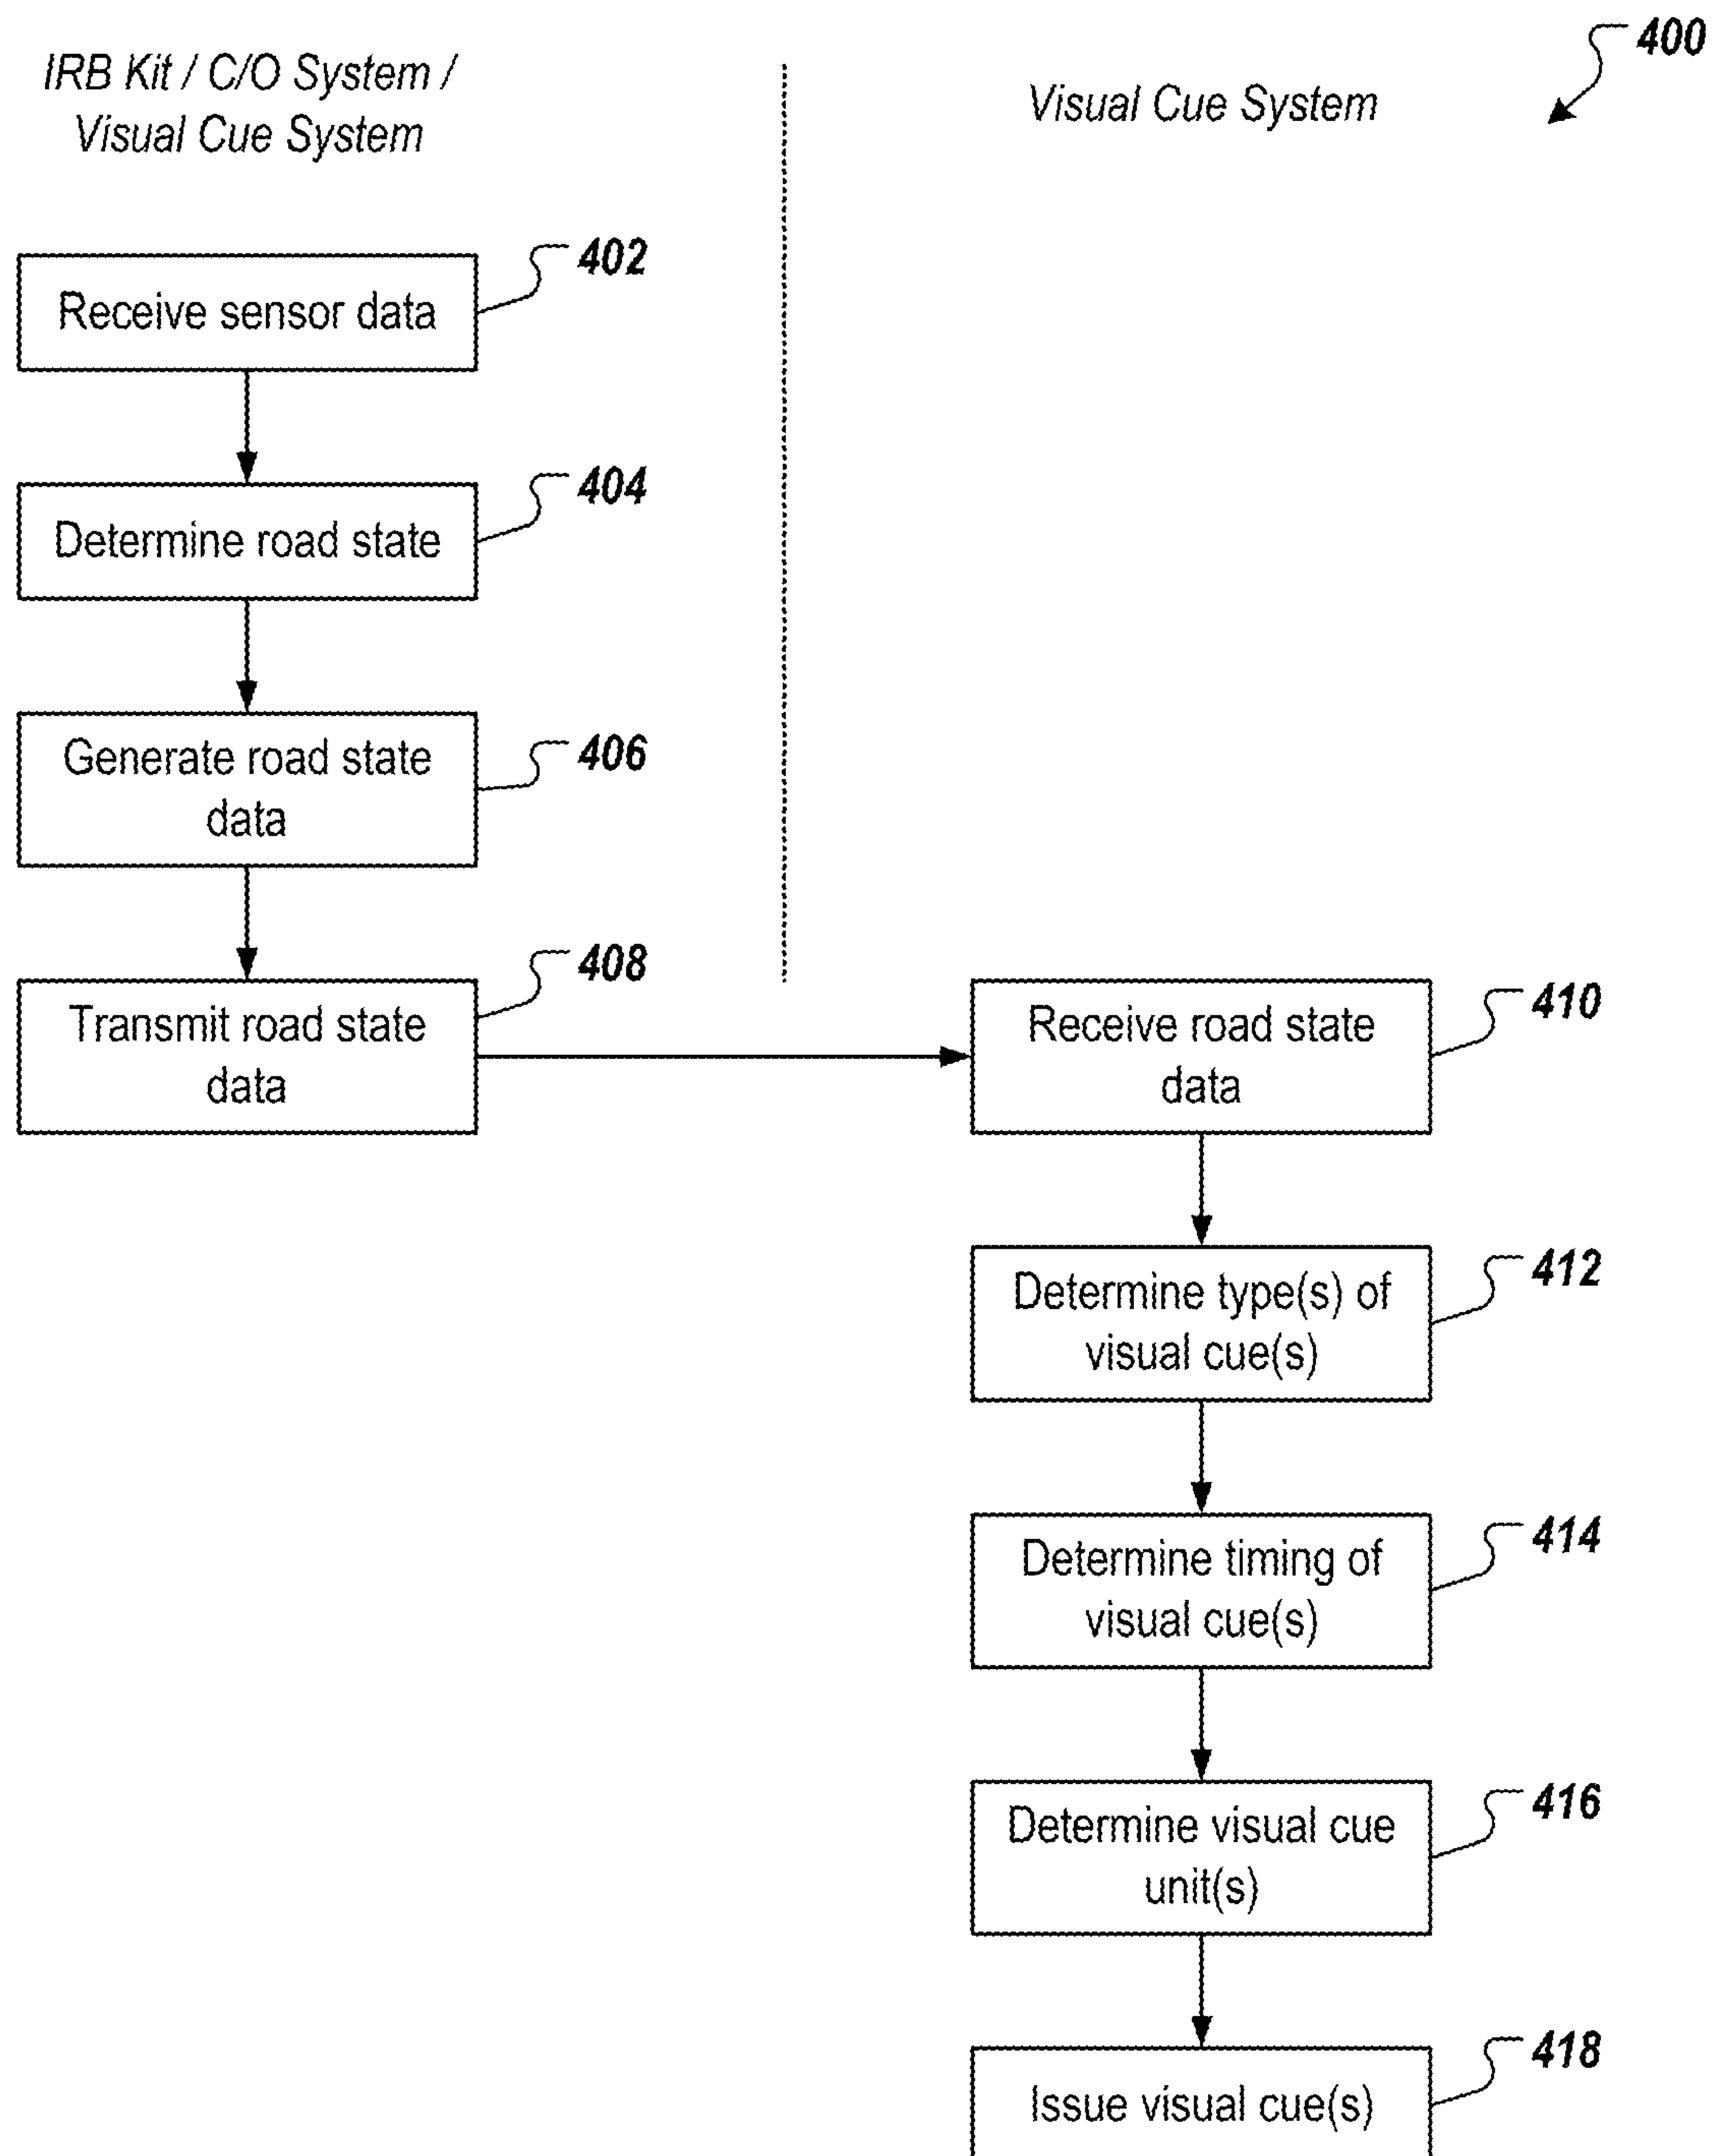 400
IRB Kit / C/O System /
Visual Cue System
Visual Cue System
402
Receive sensor data
404
Determine road state
406
Generate road state
data
408
Transmit road state
data
410
Receive road state
data
412
Determine type(s) of
visual cue(s)
414
Determine timing of
visual cue(s)
416
Determine visual cue
unit(s)
418
Issue visual cue(s)